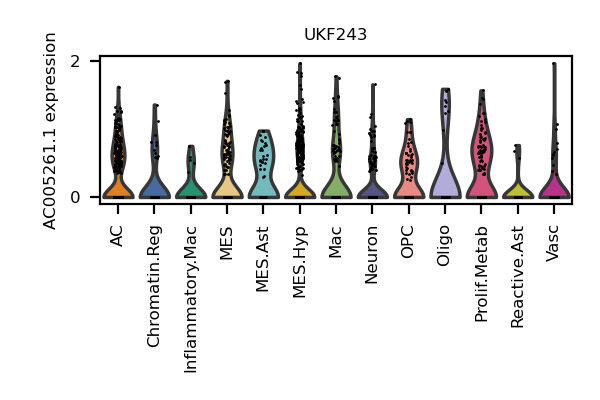 UKF243
AC005261.1 expression
2
0
AC
Chromatin.Reg
Inflammatory.Mac
MES
MES.Ast
MES.Hyp
Mac
Neuron
OPC
Oligo
Prolif.Metab
Reactive.Ast
Vasc